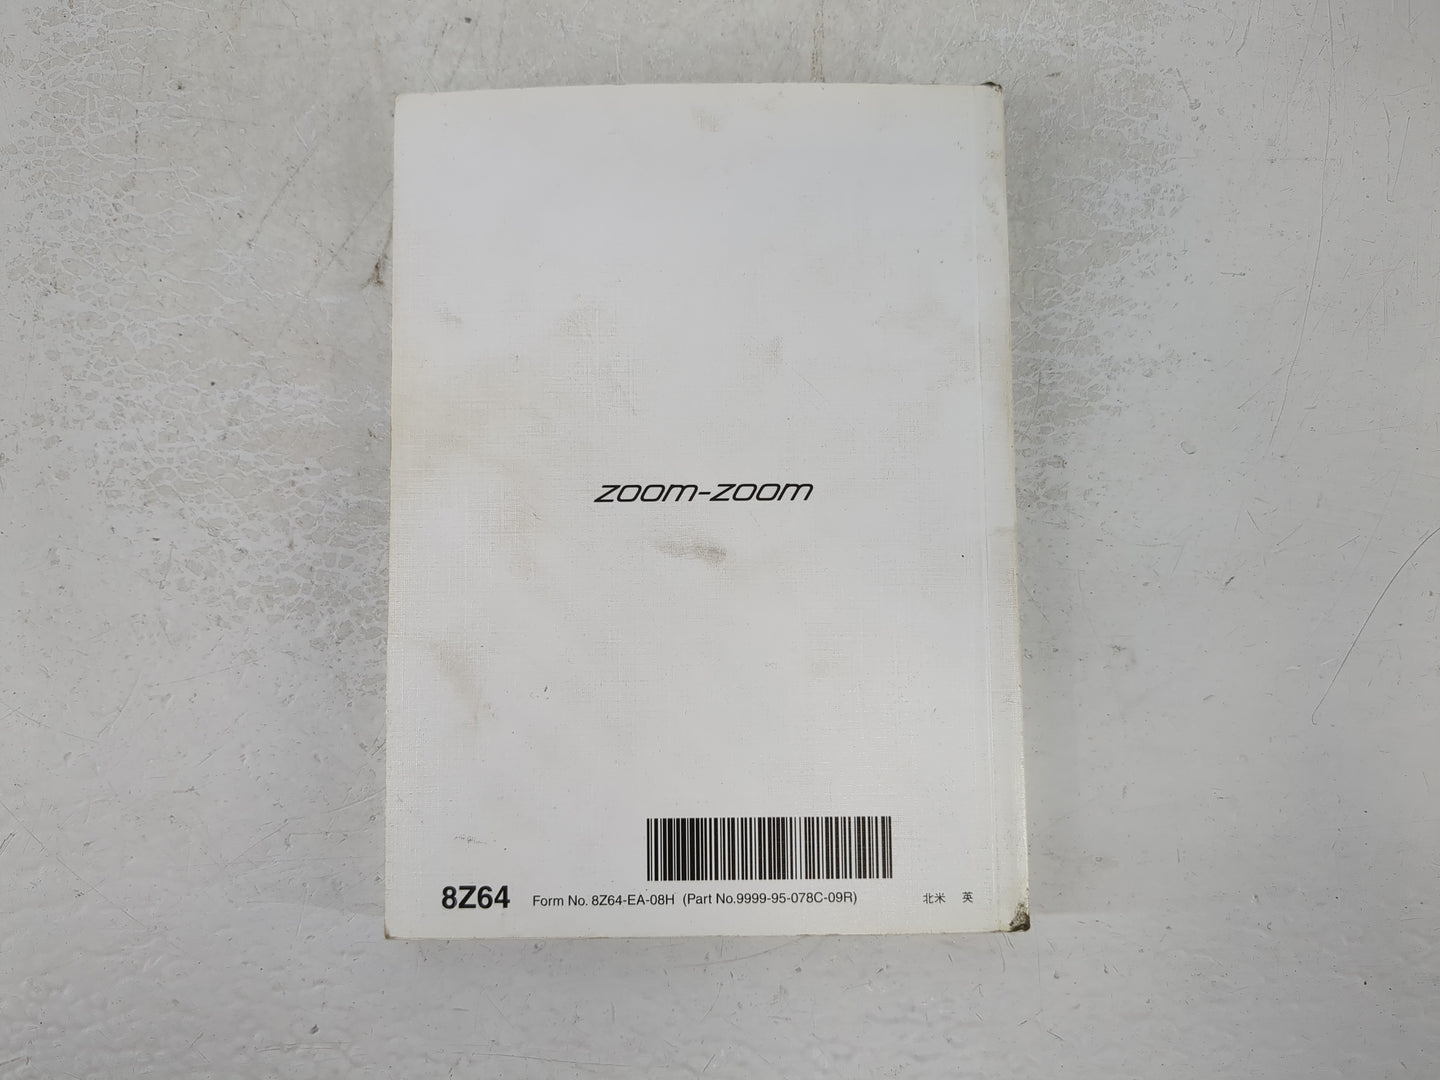 zoom-zoom
8Z64 Form No. 8Z64-EA-08H (Part No.9999-95-078C-09R) 北米 英